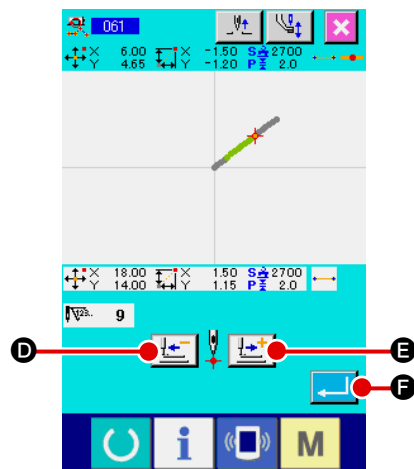 061
X 6.00 X -1.50 S 2700
Y 4.65 Y -1.20 P 2.0
X 18.00 X 1.50 S 2700
Y 14.00 Y 1.15 P 2.0
N123.. 9
D − + E
F
i M